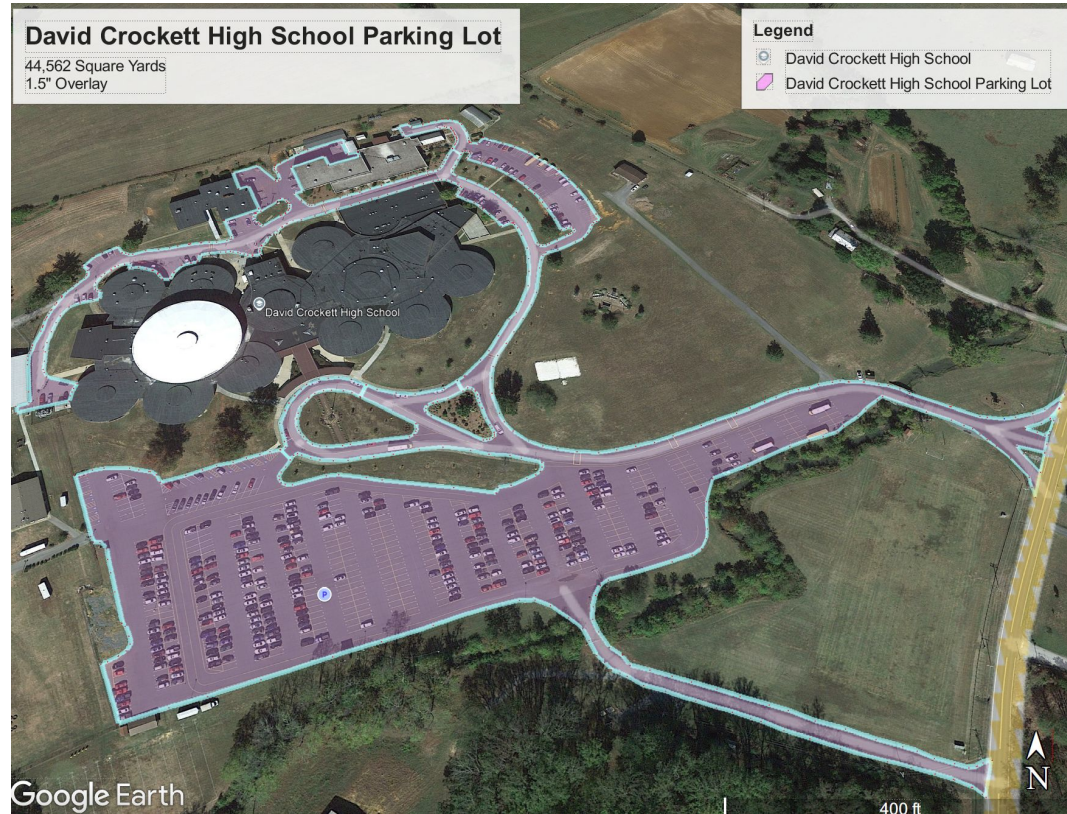 David Crockett High School Parking Lot
44,562 Square Yards
1.5" Overlay
Legend
David Crockett High School
David Crockett High School Parking Lot
David Crockett High School
P
Google Earth
N
400 ft